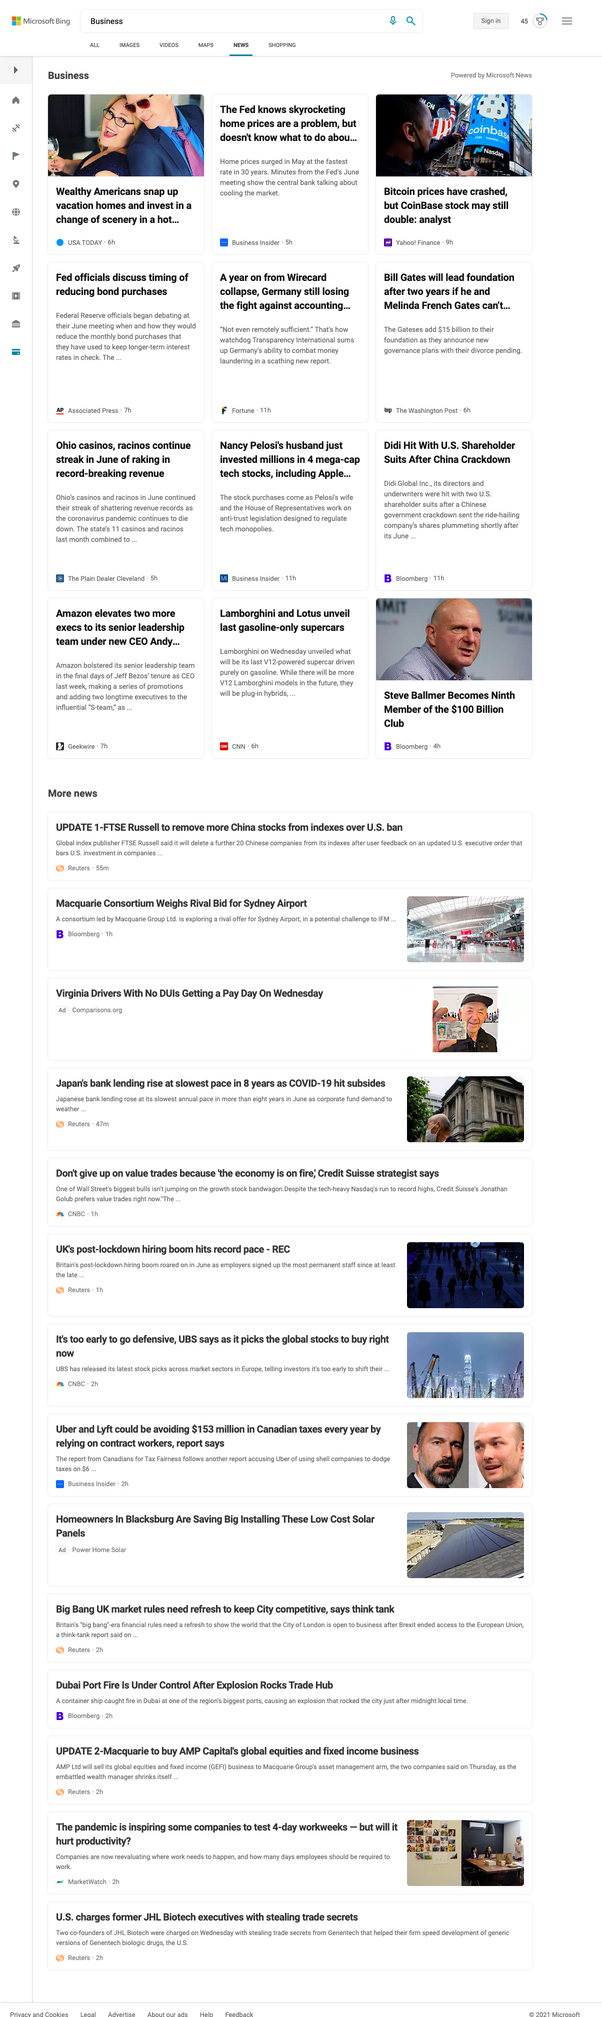 Microsoft Bing
Business
Sign in
45
ALL
IMAGES
VIDEOS
MAPS
NEWS
SHOPPING
Business
Powered by Microsoft News
Wealthy Americans snap up
vacation homes and invest in a
change of scenery in a hot...
USA TODAY · 6h
The Fed knows skyrocketing
home prices are a problem, but
doesn't know what to do abou...
Home prices surged in May at the fastest
rate in 30 years. Minutes from the Fed's June
meeting show the central bank talking about
cooling the market.
Business Insider · 5h
coinbase
Nasdaq
Bitcoin prices have crashed,
but CoinBase stock may still
double: analyst
Yahoo! Finance · 9h
Fed officials discuss timing of
reducing bond purchases
Federal Reserve officials began debating at
their June meeting when and how they would
reduce the monthly bond purchases that
they have used to keep longer-term interest
rates in check. The ...
AP
Associated Press · 7h
A year on from Wirecard
collapse, Germany still losing
the fight against accounting...
"Not even remotely sufficient." That's how
watchdog Transparency International sums
up Germany's ability to combat money
laundering in a scathing new report.
Fortune · 11h
Bill Gates will lead foundation
after two years if he and
Melinda French Gates can't...
The Gateses add $15 billion to their
foundation as they announce new
governance plans with their divorce pending.
wp
The Washington Post · 6h
Ohio casinos, racinos continue
streak in June of raking in
record-breaking revenue
Ohio's casinos and racinos in June continued
their streak of shattering revenue records as
the coronavirus pandemic continues to die
down. The state's 11 casinos and racinos
last month combined to ...
The Plain Dealer Cleveland · 5h
Nancy Pelosi's husband just
invested millions in 4 mega-cap
tech stocks, including Apple...
The stock purchases come as Pelosi's wife
and the House of Representatives work on
anti-trust legislation designed to regulate
tech monopolies.
Business Insider · 11h
Didi Hit With U.S. Shareholder
Suits After China Crackdown
Didi Global Inc., its directors and
underwriters were hit with two U.S.
shareholder suits after a Chinese
government crackdown sent the ride-hailing
company's shares plummeting shortly after
its June ...
B
Bloomberg · 11h
Amazon elevates two more
execs to its senior leadership
team under new CEO Andy...
Amazon bolstered its senior leadership team
in the final days of Jeff Bezos' tenure as CEO
last week, making a series of promotions
and adding two longtime executives to the
influential "S-team," as ...
Geekwire · 7h
Lamborghini and Lotus unveil
last gasoline-only supercars
Lamborghini on Wednesday unveiled what
will be its last V12-powered supercar driven
purely on gasoline. While there will be more
V12 Lamborghini models in the future, they
will be plug-in hybrids, ...
CNN · 6h
Steve Ballmer Becomes Ninth
Member of the $100 Billion
Club
B
Bloomberg · 4h
More news
UPDATE 1-FTSE Russell to remove more China stocks from indexes over U.S. ban
Global index publisher FTSE Russell said it will delete a further 20 Chinese companies from its indexes after user feedback on an updated U.S. executive order that
bars U.S. investment in companies ...
Reuters · 55m
Macquarie Consortium Weighs Rival Bid for Sydney Airport
A consortium led by Macquarie Group Ltd. is exploring a rival offer for Sydney Airport, in a potential challenge to IFM ...
B
Bloomberg · 1h
Virginia Drivers With No DUIs Getting a Pay Day On Wednesday
Ad
Comparisons.org
Japan's bank lending rise at slowest pace in 8 years as COVID-19 hit subsides
Japanese bank lending rose at its slowest annual pace in more than eight years in June as corporate fund demand to
weather ...
Reuters · 47m
Don't give up on value trades because 'the economy is on fire,' Credit Suisse strategist says
One of Wall Street's biggest bulls isn't jumping on the growth stock bandwagon.Despite the tech-heavy Nasdaq's run to record highs, Credit Suisse's Jonathan
Golub prefers value trades right now."The ...
CNBC · 1h
UK's post-lockdown hiring boom hits record pace - REC
Britain's post-lockdown hiring boom roared on in June as employers signed up the most permanent staff since at least
the late ...
Reuters · 1h
It's too early to go defensive, UBS says as it picks the global stocks to buy right
now
UBS has released its latest stock picks across market sectors in Europe, telling investors it's too early to shift their ...
CNBC · 2h
Uber and Lyft could be avoiding $153 million in Canadian taxes every year by
relying on contract workers, report says
The report from Canadians for Tax Fairness follows another report accusing Uber of using shell companies to dodge
taxes on $6 ...
Business Insider · 2h
Homeowners In Blacksburg Are Saving Big Installing These Low Cost Solar
Panels
Ad
Power Home Solar
Big Bang UK market rules need refresh to keep City competitive, says think tank
Britain's "big bang"-era financial rules need a refresh to show the world that the City of London is open to business after Brexit ended access to the European Union,
a think-tank report said on ...
Reuters · 2h
Dubai Port Fire Is Under Control After Explosion Rocks Trade Hub
A container ship caught fire in Dubai at one of the region's biggest ports, causing an explosion that rocked the city just after midnight local time.
B
Bloomberg · 2h
UPDATE 2-Macquarie to buy AMP Capital's global equities and fixed income business
AMP Ltd will sell its global equities and fixed income (GEFI) business to Macquarie Group's asset management arm, the two companies said on Thursday, as the
embattled wealth manager shrinks itself ...
Reuters · 2h
The pandemic is inspiring some companies to test 4-day workweeks — but will it
hurt productivity?
Companies are now reevaluating where work needs to happen, and how many days employees should be required to
work.
MarketWatch · 2h
U.S. charges former JHL Biotech executives with stealing trade secrets
Two co-founders of JHL Biotech were charged on Wednesday with stealing trade secrets from Genentech that helped their firm speed development of generic
versions of Genentech biologic drugs, the U.S.
Reuters · 2h
Privacy and Cookies
Legal
Advertise
About our ads
Help
Feedback
© 2021 Microsoft